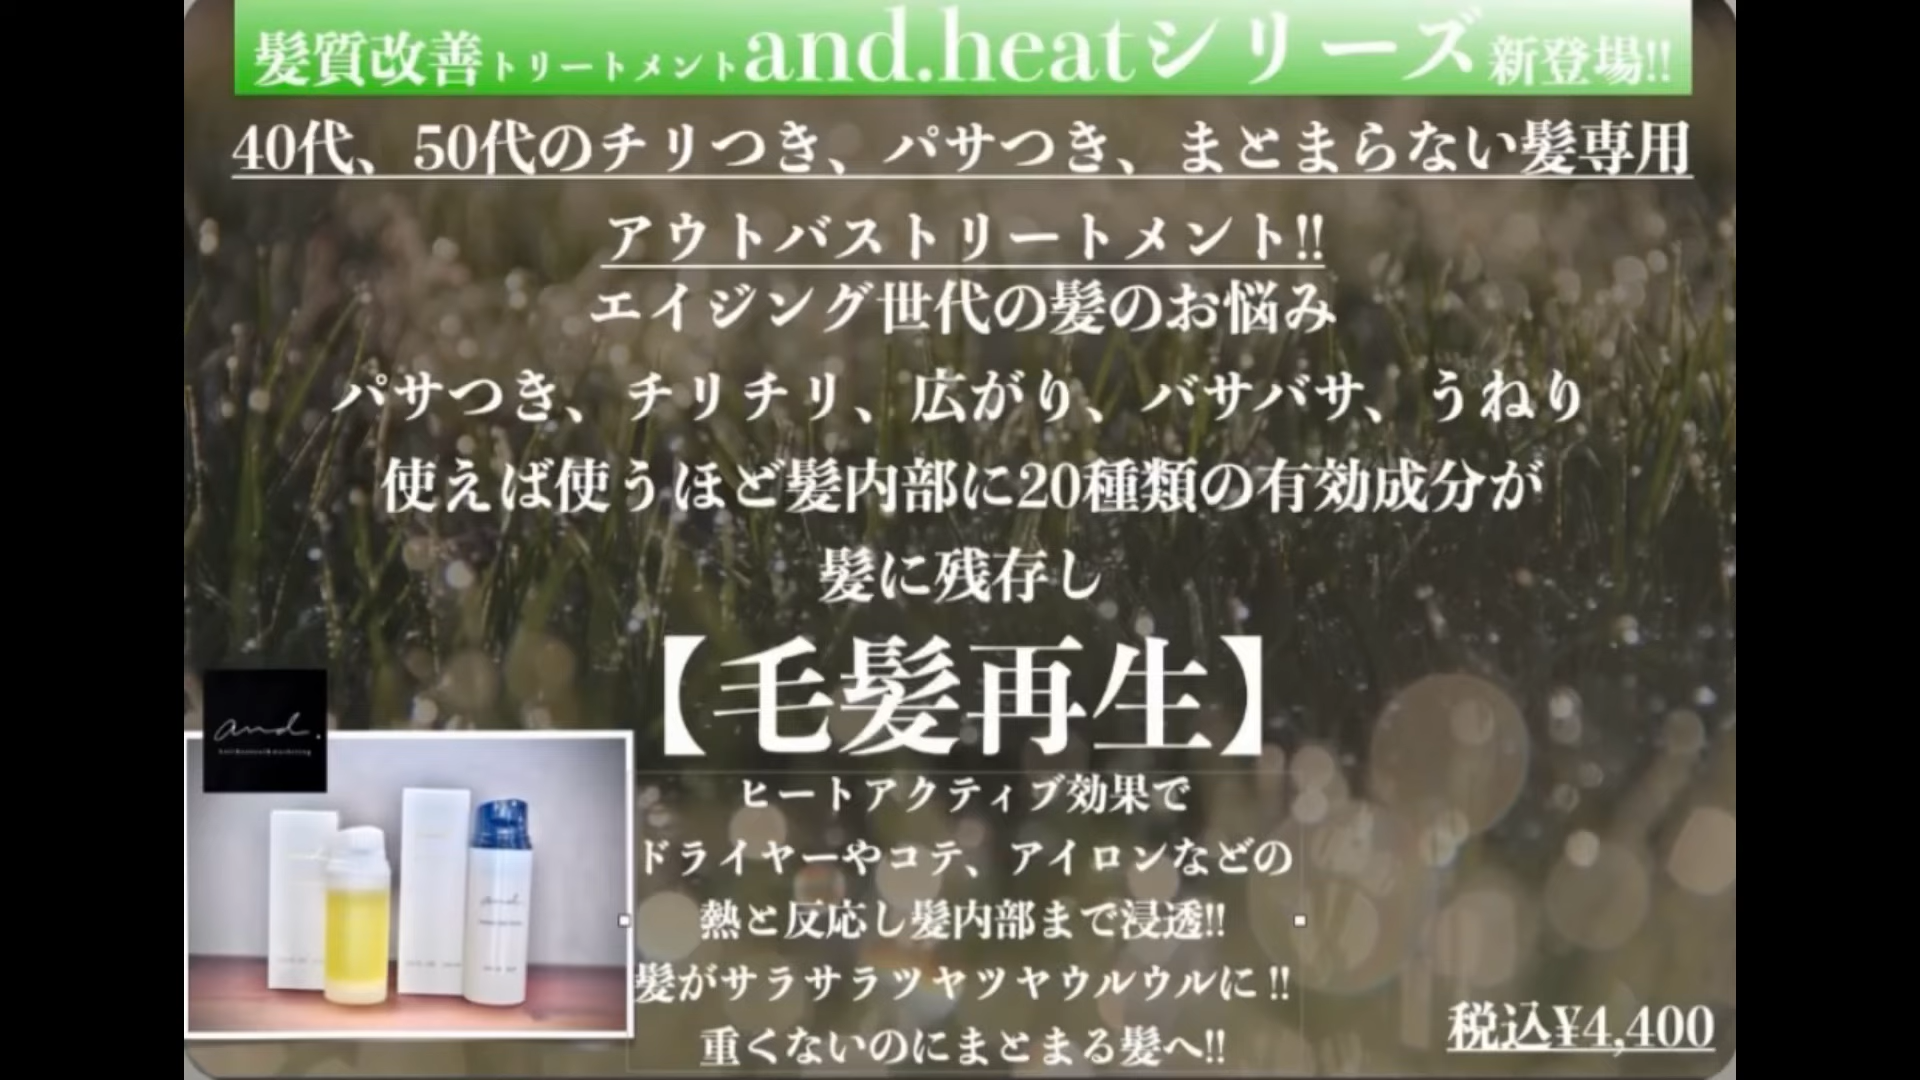 髪質改善トリートメントand.heatシリーズ新登場!!
40代、50代のチリつき、パサつき、まとまらない髪専用
アウトバストリートメント!!
エイジング世代の髪のお悩み
パサつき、チリチリ、広がり、バサバサ、うねり
使えば使うほど髪内部に20種類の有効成分が
髪に残存し
【毛髪再生】
and.
ヒートアクティブ効果で
ドライヤーやコテ、アイロンなどの
熱と反応し髪内部まで浸透!!
髪がサラサラツヤツヤウルウルに!!
重くないのにまとまる髪へ!!
and.
税込¥4,400